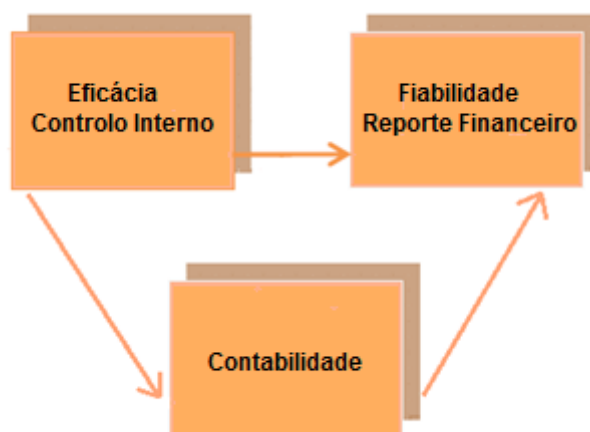 Eficácia
Controlo Interno
Fiabilidade
Reporte Financeiro
Contabilidade